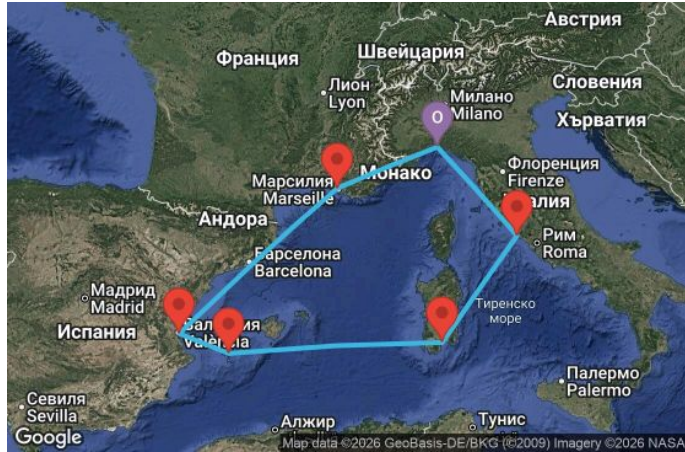 Австрия
Франция
Швейцария
Словения
Лион
Lyon
О
Милано
Milano
Хърватия
Флоренция
Firenze
Монако
Марсилия
Marseille
Андора
Рим
Roma
Барселона
Barcelona
Мадрид
Madrid
Тиренско
море
Испания
València
Палермо
Palermo
Севиля
Sevilla
Алжир
Тунис
Google
Map data ©2026 GeoBasis-DE/BKG (©2009) Imagery ©2026 NASA